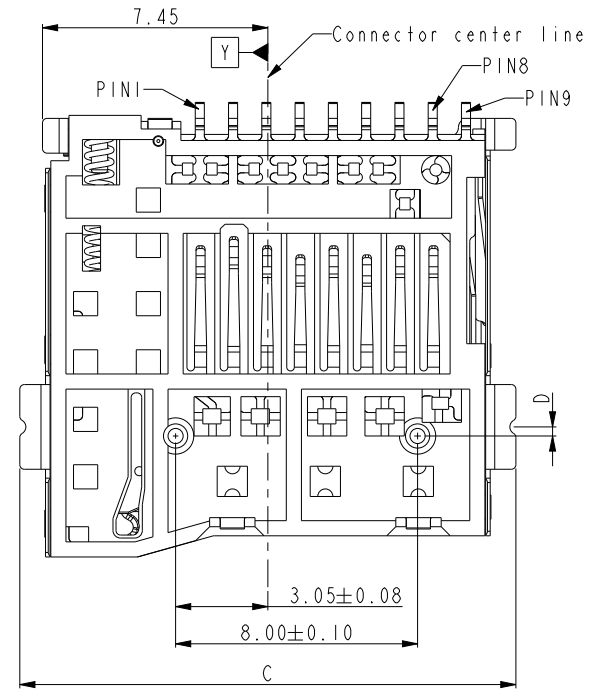 7.45
Connector center line
Y
PIN8
PIN1
PIN9
D
3.05±0.08
8.00±0.10
C